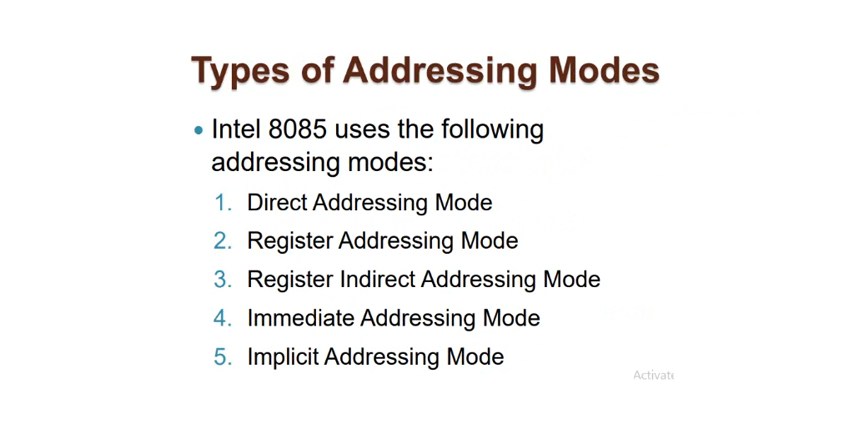 Types of Addressing Modes
• Intel 8085 uses the following
addressing modes:
1. Direct Addressing Mode
2. Register Addressing Mode
3. Register Indirect Addressing Mode
4. Immediate Addressing Mode
5. Implicit Addressing Mode
Activate